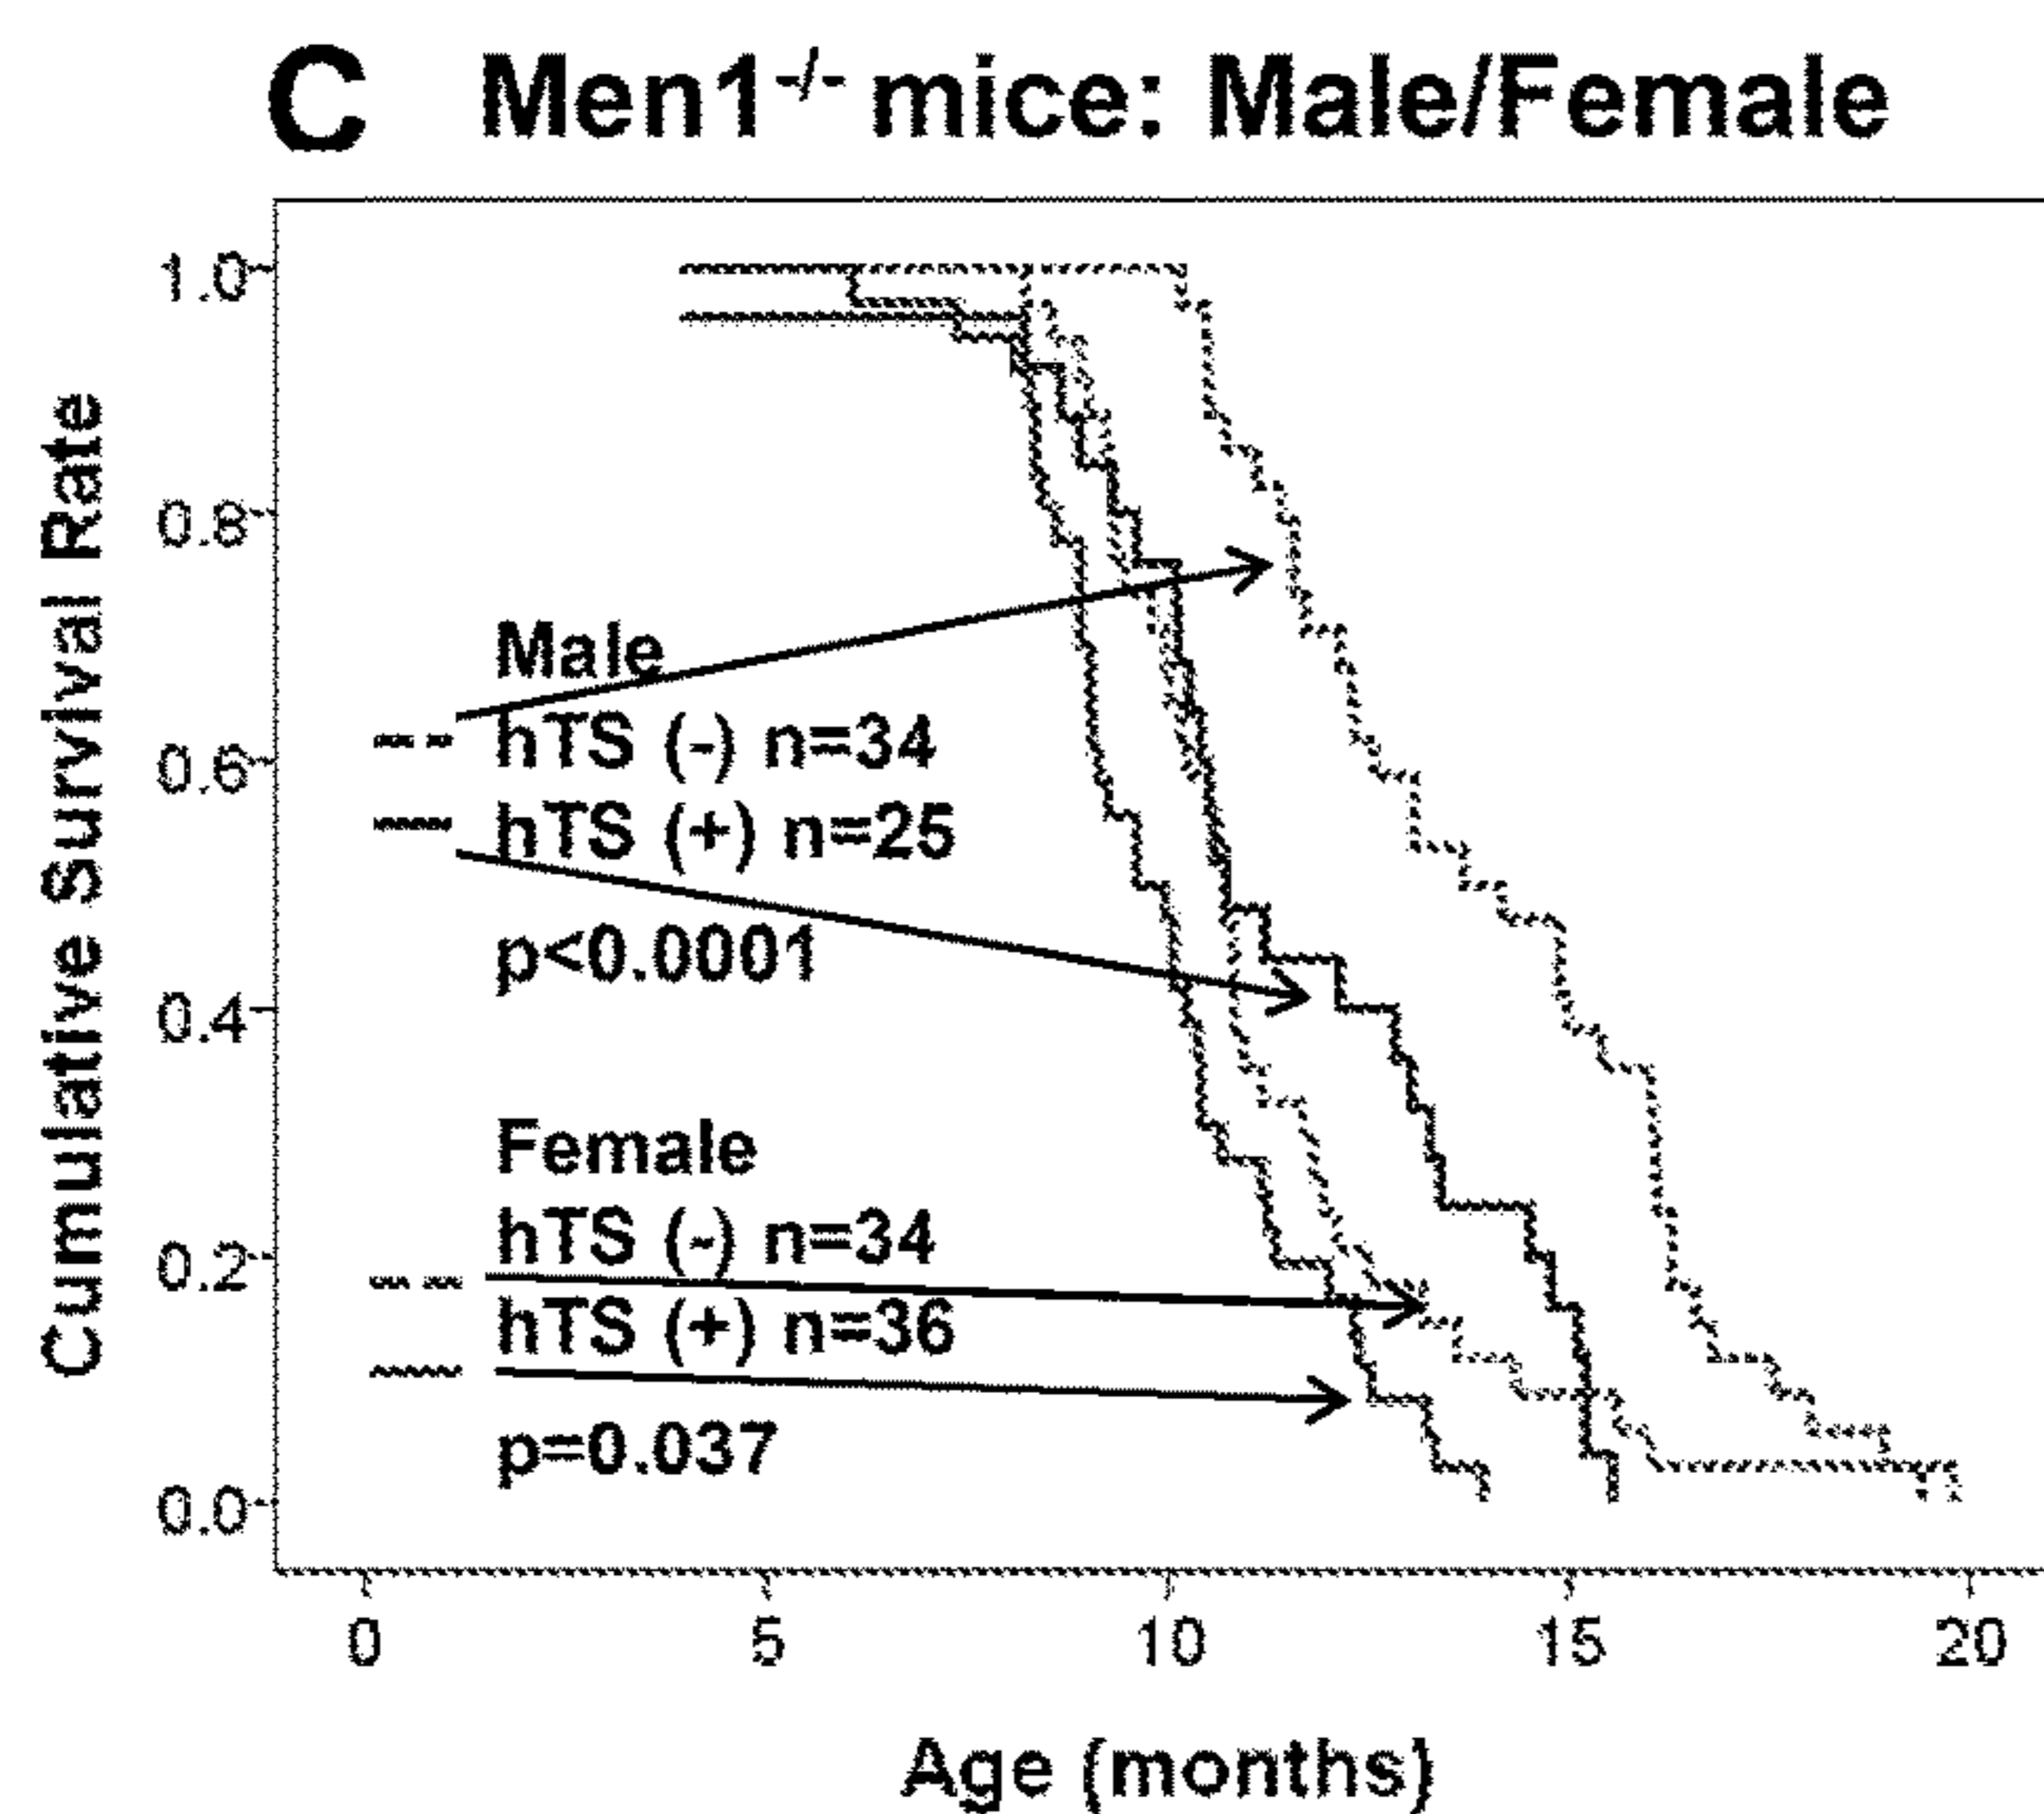 C Men1-/- mice: Male/Female
Cumulative Survival Rate
1.0
0.8
0.6
0.4
0.2
0.0
Male
hTS (-) n=34
hTS (+) n=25
p<0.0001
Female
hTS (-) n=34
hTS (+) n=36
p=0.037
0 5 10 15 20
Age (months)